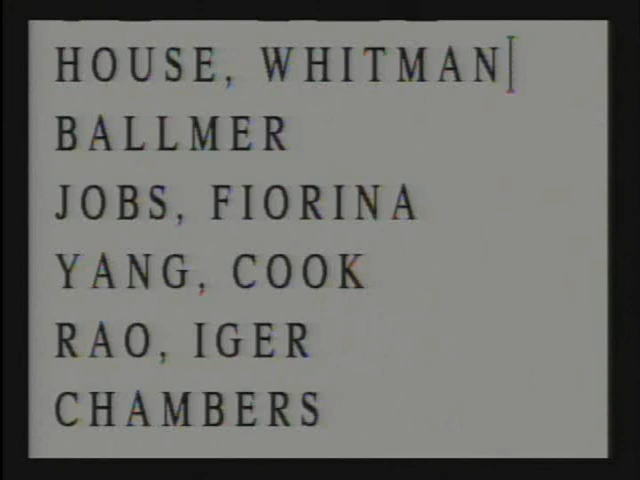 HOUSE, WHITMAN
BALLMER
JOBS, FIORINA
YANG, COOK
RAO, IGER
CHAMBERS